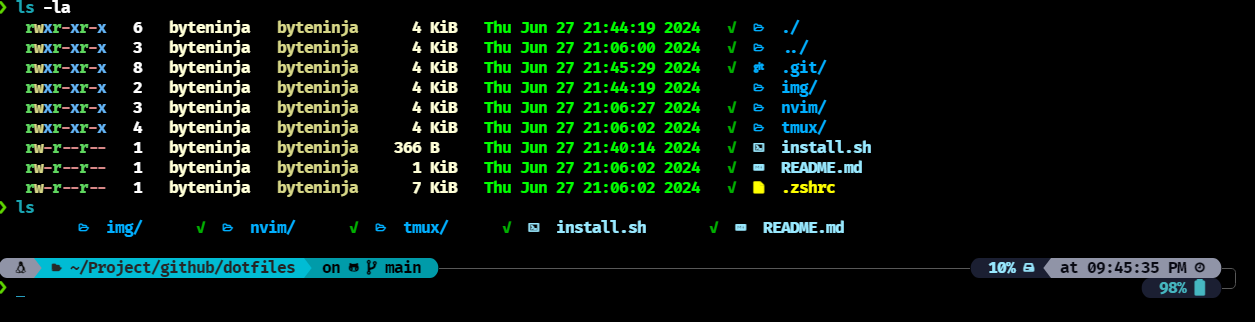 ❯ ls -la
rwxr-xr-x 6 byteninja byteninja 4 KiB Thu Jun 27 21:44:19 2024 √ ./
rwxr-xr-x 3 byteninja byteninja 4 KiB Thu Jun 27 21:06:00 2024 √ ../
rwxr-xr-x 8 byteninja byteninja 4 KiB Thu Jun 27 21:45:29 2024 √ .git/
rwxr-xr-x 2 byteninja byteninja 4 KiB Thu Jun 27 21:44:19 2024 img/
rwxr-xr-x 3 byteninja byteninja 4 KiB Thu Jun 27 21:06:27 2024 √ nvim/
rwxr-xr-x 4 byteninja byteninja 4 KiB Thu Jun 27 21:06:02 2024 √ tmux/
rw-r--r-- 1 byteninja byteninja 366 B Thu Jun 27 21:40:14 2024 √ install.sh
rw-r--r-- 1 byteninja byteninja 1 KiB Thu Jun 27 21:06:02 2024 √ README.md
rw-r--r-- 1 byteninja byteninja 7 KiB Thu Jun 27 21:06:02 2024 √ .zshrc
❯ ls
img/ √ nvim/ √ tmux/ √ install.sh √ README.md
~/Project/github/dotfiles on main 10% at 09:45:35 PM
❯ _ 98%